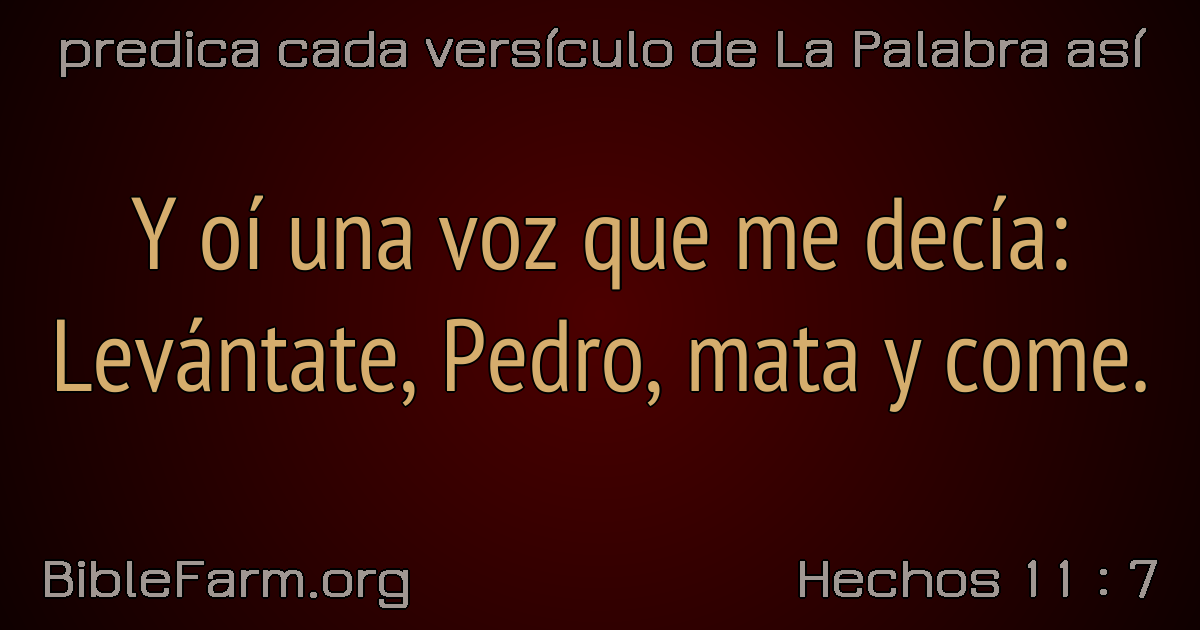 predica cada versículo de La Palabra así
Y oí una voz que me decía:
Levántate, Pedro, mata y come.
BibleFarm.org
Hechos 11 : 7